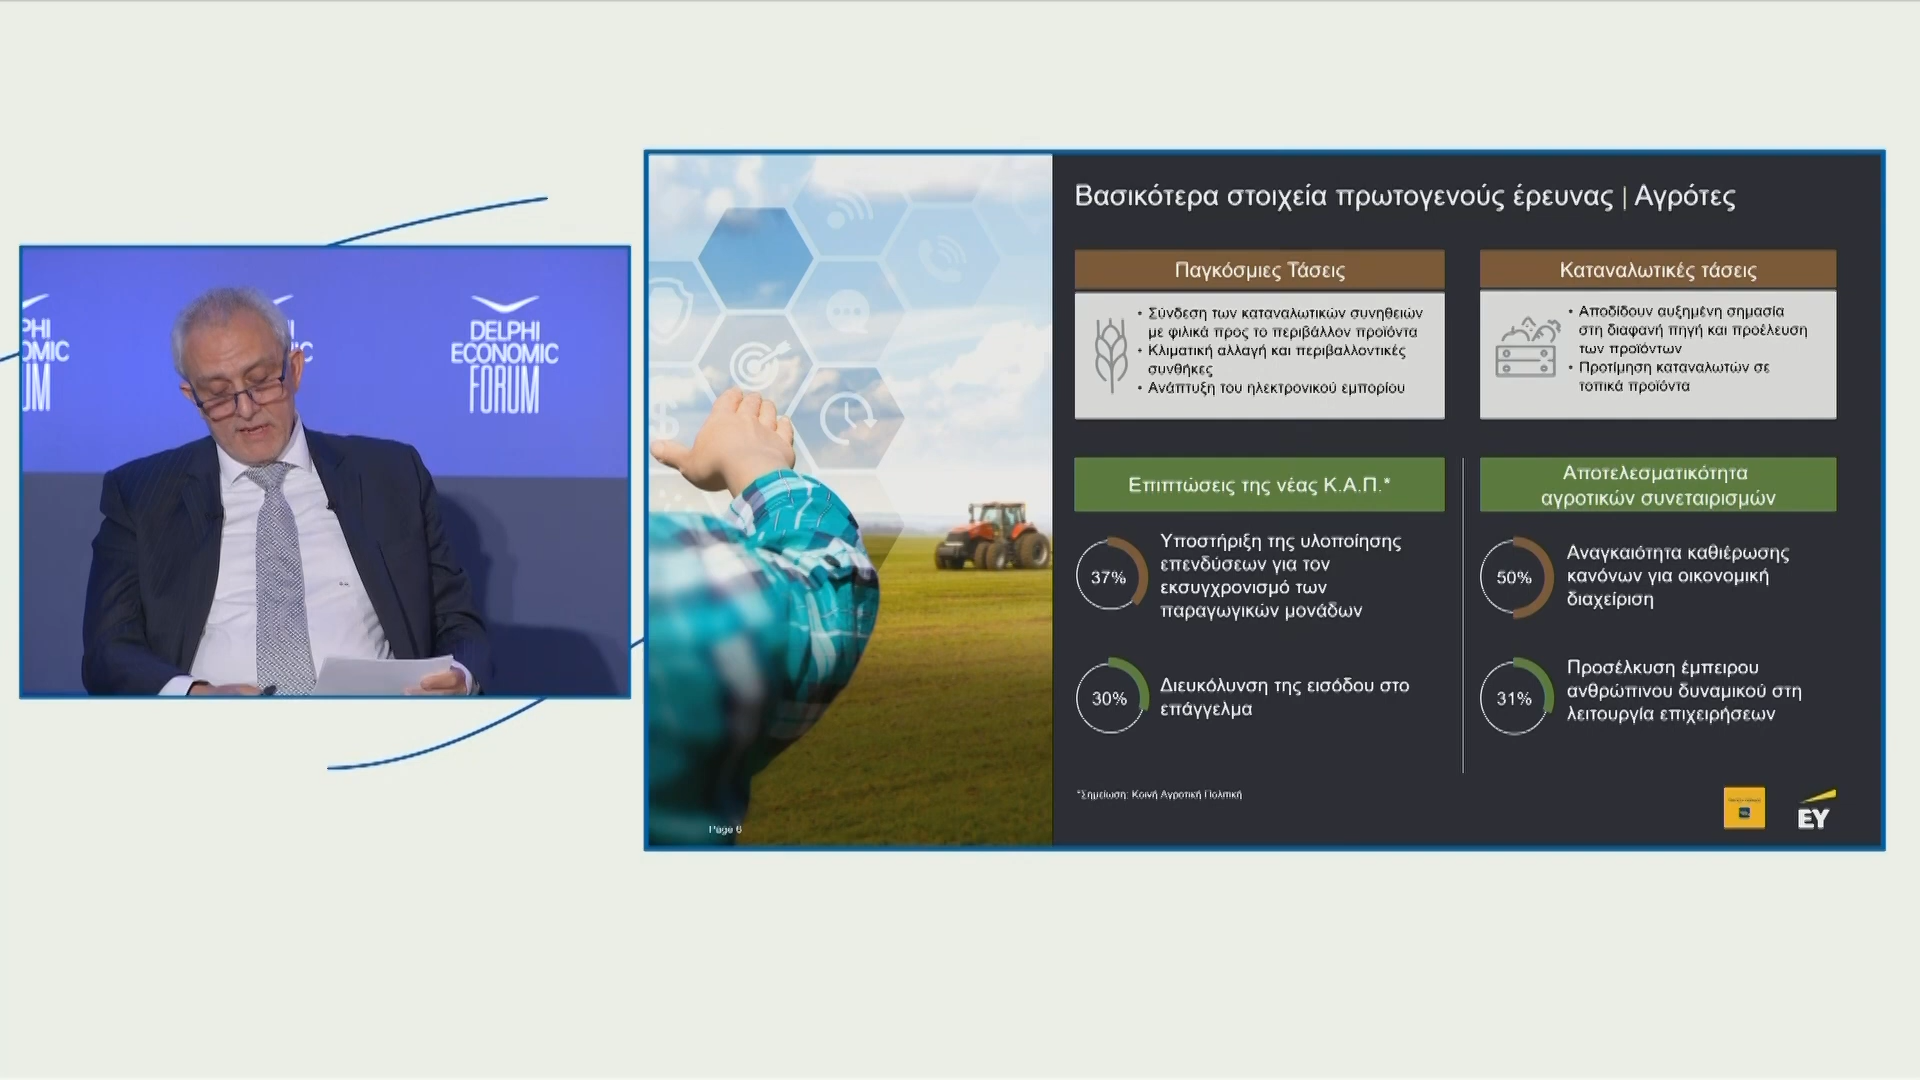 PHI
OMIC
UM
I
IC
DELPHI
ECONOMIC
FORUM
Βασικότερα στοιχεία πρωτογενούς έρευνας | Αγρότες
Παγκόσμιες Τάσεις
• Σύνδεση των καταναλωτικών συνηθειών
με φιλικά προς το περιβάλλον προϊόντα
• Κλιματική αλλαγή και περιβαλλοντικές
συνθήκες
• Ανάπτυξη του ηλεκτρονικού εμπορίου
Καταναλωτικές τάσεις
• Αποδίδουν αυξημένη σημασία
στη διαφανή πηγή και προέλευση
των προϊόντων
• Προτίμηση καταναλωτών σε
τοπικά προϊόντα
Επιπτώσεις της νέας Κ.Α.Π.*
37%
Υποστήριξη της υλοποίησης
επενδύσεων για τον
εκσυγχρονισμό των
παραγωγικών μονάδων
30%
Διευκόλυνση της εισόδου στο
επάγγελμα
Αποτελεσματικότητα
αγροτικών συνεταιρισμών
50%
Αναγκαιότητα καθιέρωσης
κανόνων για οικονομική
διαχείριση
31%
Προσέλκυση έμπειρου
ανθρώπινου δυναμικού στη
λειτουργία επιχειρήσεων
*Σημείωση: Κοινή Αγροτική Πολιτική
Page 6
EY